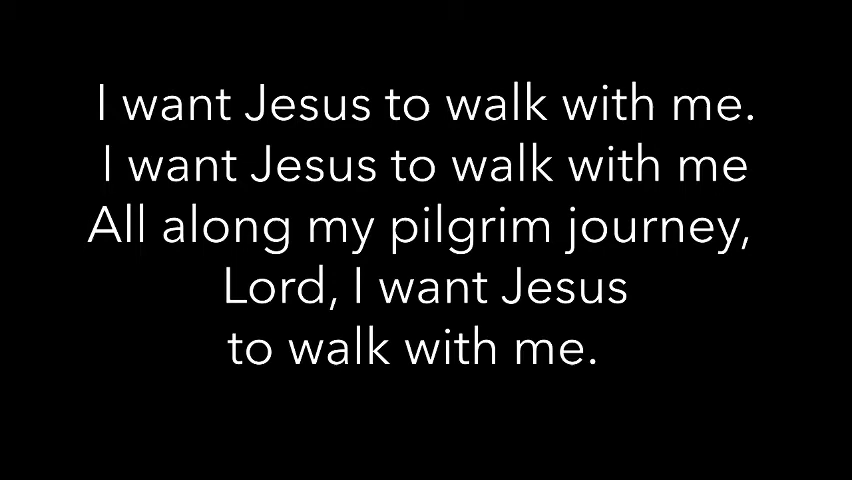 I want Jesus to walk with me.
I want Jesus to walk with me
All along my pilgrim journey,
Lord, I want Jesus
to walk with me.